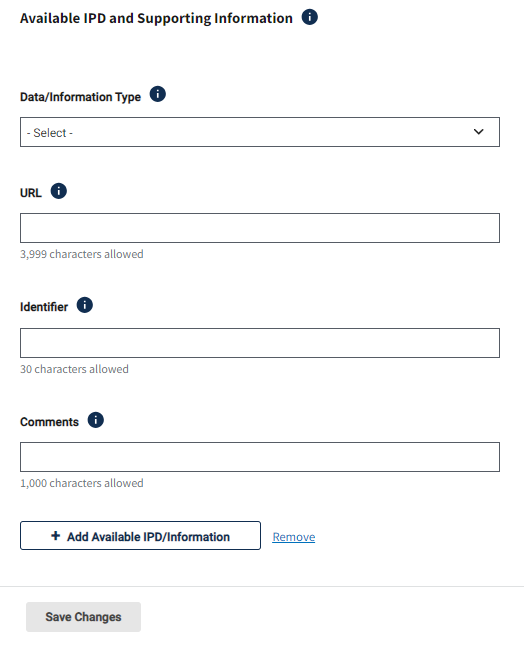 Available IPD and Supporting Information i
Data/Information Type i
- Select -
URL i
3,999 characters allowed
Identifier i
30 characters allowed
Comments i
1,000 characters allowed
+ Add Available IPD/Information Remove
Save Changes